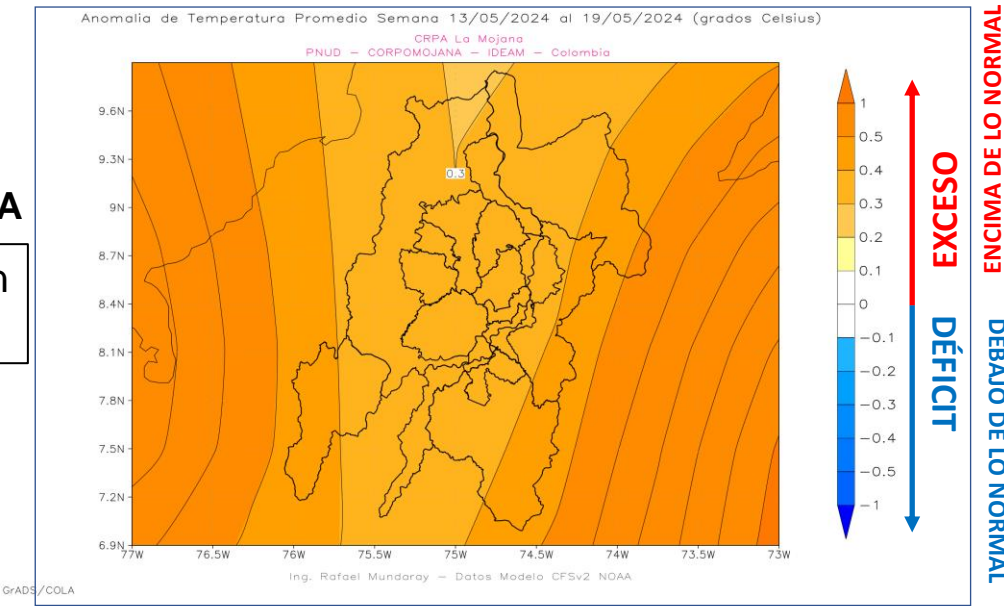 Anomalia de Temperatura Promedio Semana 13/05/2024 al 19/05/2024 (grados Celsius)
CRPA La Mojana
PNUD – CORPOMOJANA – IDEAM – Colombia
A
n
9.6N
9.3N
9N
8.7N
8.4N
8.1N
7.8N
7.5N
7.2N
6.9N
0.3
77W 76.5W 76W 75.5W 75W 74.5W 74W 73.5W 73W
1
0.5
0.4
0.3
0.2
0.1
0
−0.1
−0.2
−0.3
−0.4
−0.5
−1
EXCESO
DÉFICIT
ENCIMA DE LO NORMAL
DEBAJO DE LO NORMAL
Ing. Rafael Mundaray – Datos Modelo CFSv2 NOAA
GrADS/COLA